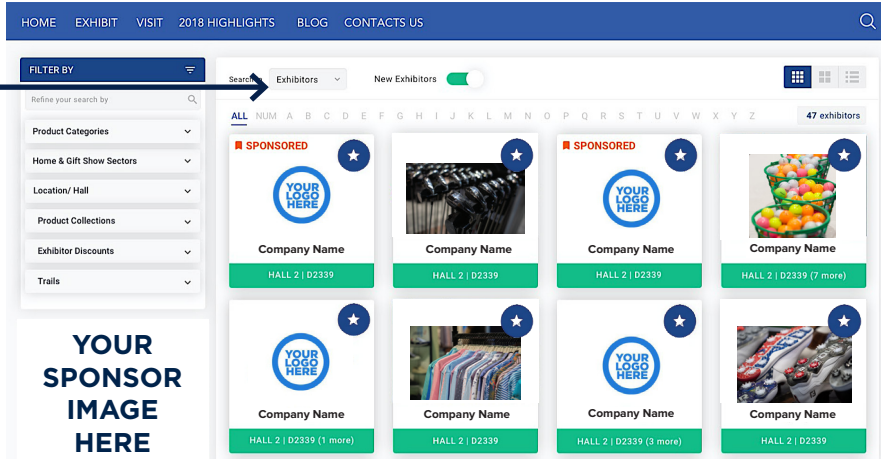 HOME EXHIBIT VISIT 2018 HIGHLIGHTS BLOG CONTACTS US
FILTER BY
Refine your search by
Product Categories
Home & Gift Show Sectors
Location/ Hall
Product Collections
Exhibitor Discounts
Trails
YOUR
SPONSOR
IMAGE
HERE
Exhibitors New Exhibitors
ALL NUM A B C D E F G H I J K L M N O P Q R S T U V W X Y Z 47 exhibitors
SPONSORED
YOUR
LOGO
HERE
Company Name
HALL 2 | D2339
Company Name
HALL 2 | D2339
SPONSORED
YOUR
LOGO
HERE
Company Name
HALL 2 | D2339
Company Name
HALL 2 | D2339 (7 more)
YOUR
LOGO
HERE
Company Name
HALL 2 | D2339 (1 more)
Company Name
HALL 2 | D2339
YOUR
LOGO
HERE
Company Name
HALL 2 | D2339 (3 more)
Company Name
HALL 2 | D2339